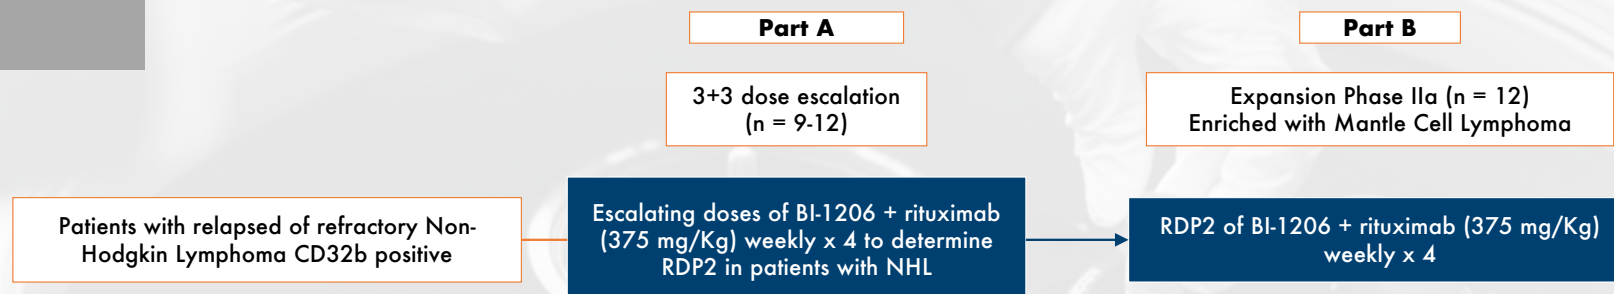 Part A
Part B
3+3 dose escalation
(n = 9-12)
Expansion Phase IIa (n = 12)
Enriched with Mantle Cell Lymphoma
Patients with relapsed of refractory Non-
Hodgkin Lymphoma CD32b positive
Escalating doses of BI-1206 + rituximab
(375 mg/Kg) weekly x 4 to determine
RDP2 in patients with NHL
RDP2 of BI-1206 + rituximab (375 mg/Kg)
weekly x 4